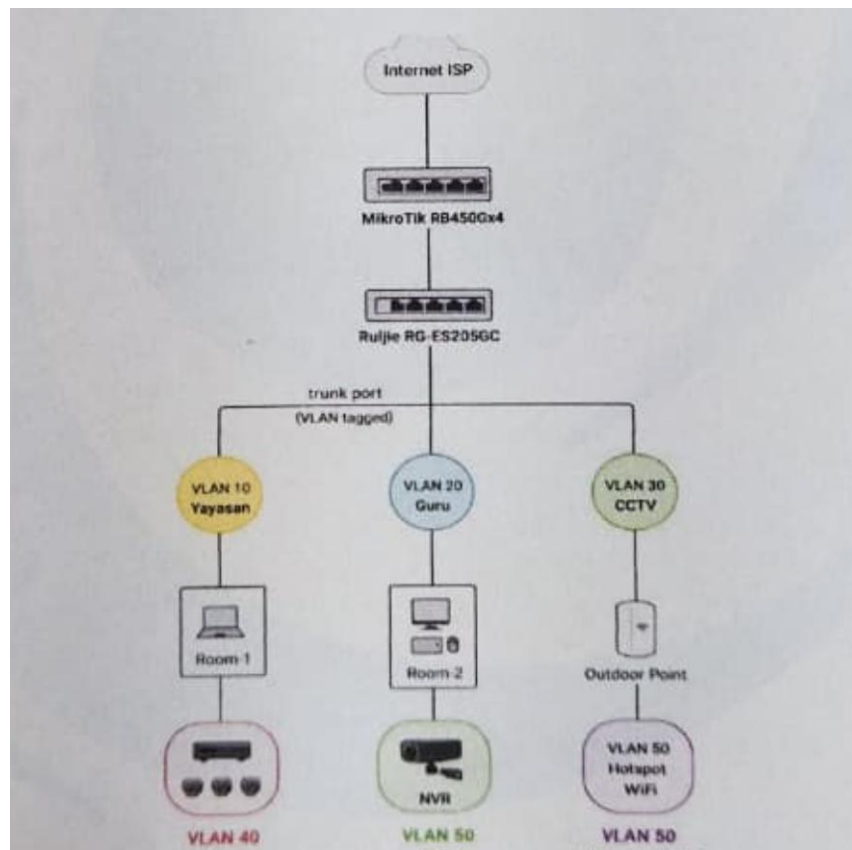 Internet ISP
MikroTik RB450Gx4
Ruijie RG-ES205GC
trunk port
(VLAN tagged)
VLAN 10
Yayasan
VLAN 20
Guru
VLAN 30
CCTV
Room-1
Room-2
Outdoor Point
NVR
VLAN 50
Hotspot
WiFi
VLAN 40
VLAN 50
VLAN 50